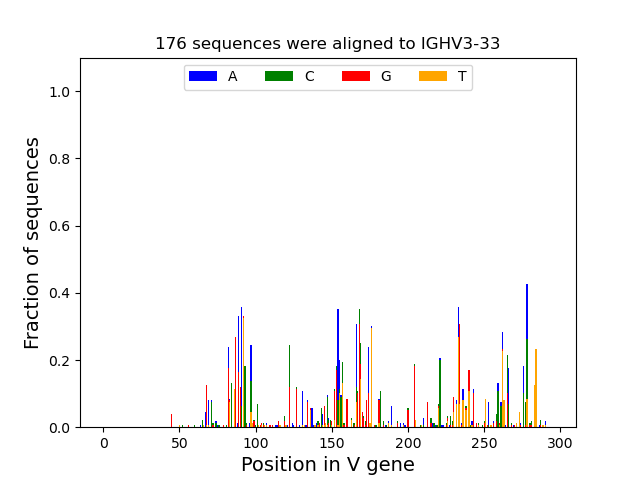 176 sequences were aligned to IGHV3-33
A C G T
1.0
0.8
0.6
0.4
0.2
0.0
Fraction of sequences
0 50 100 150 200 250 300
Position in V gene